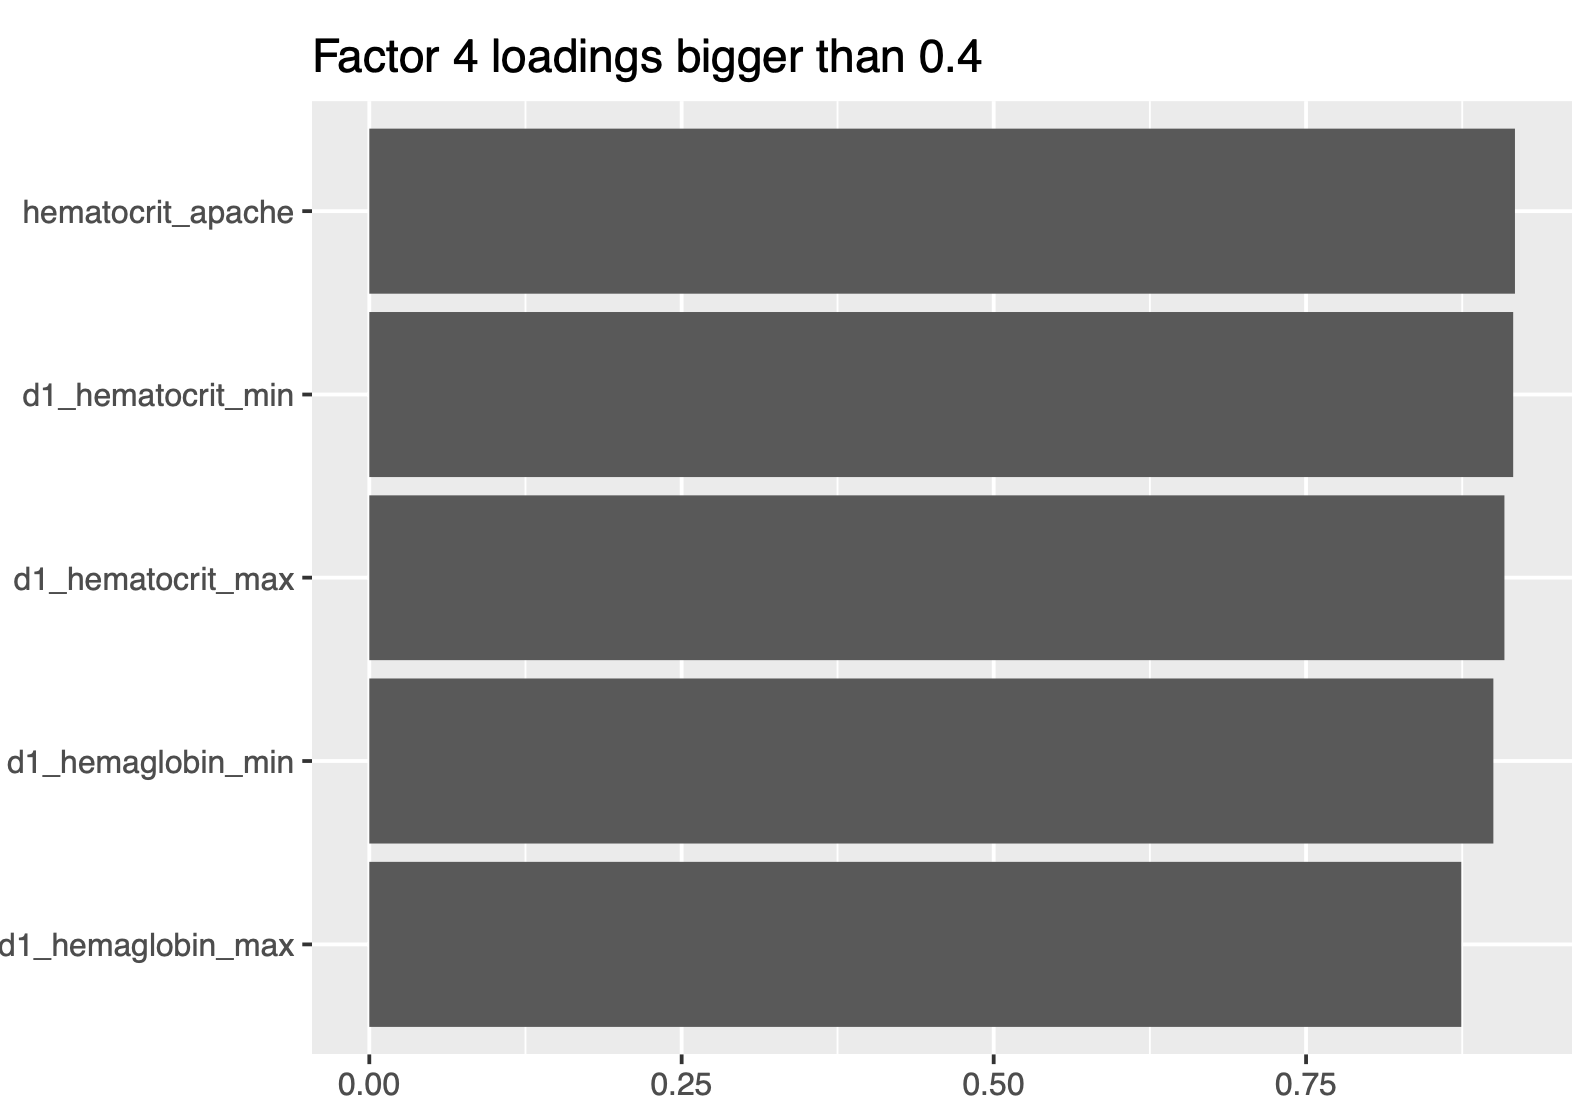 Factor 4 loadings bigger than 0.4
hematocrit_apache
d1_hematocrit_min
d1_hematocrit_max
d1_hemaglobin_min
d1_hemaglobin_max
0.00 0.25 0.50 0.75